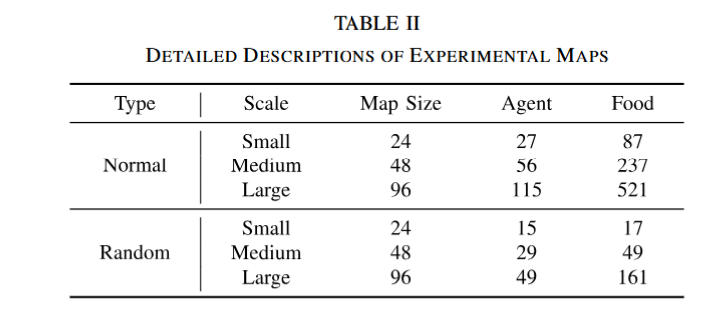 TABLE II
DETAILED DESCRIPTIONS OF EXPERIMENTAL MAPS
Type Scale Map Size Agent Food
Small 24 27 87
Normal Medium 48 56 237
Large 96 115 521
Small 24 15 17
Random Medium 48 29 49
Large 96 49 161